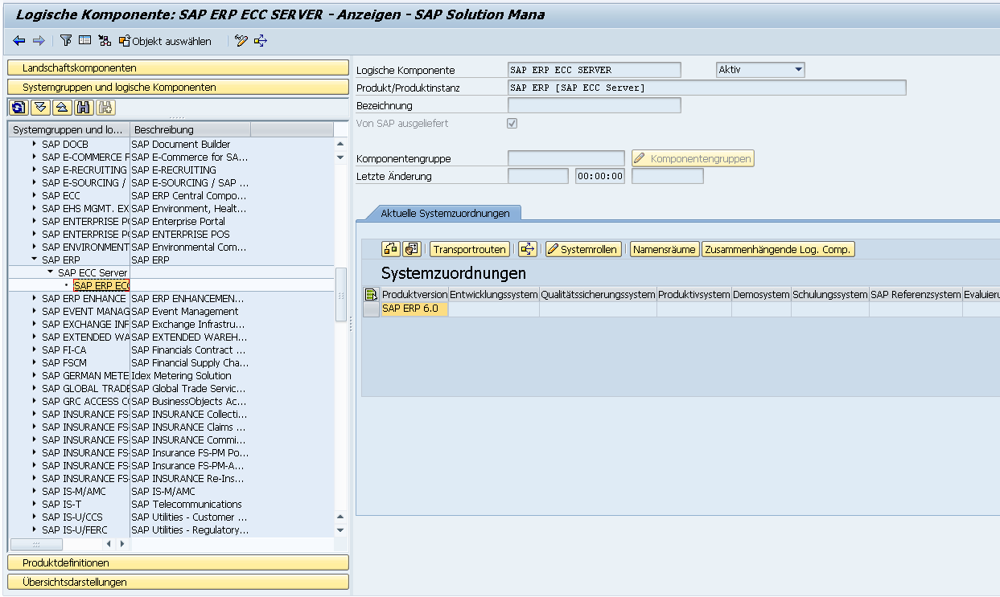 Logische Komponente: SAP ERP ECC SERVER - Anzeigen - SAP Solution Mana
Objekt auswählen
Landschaftskomponenten
Systemgruppen und logische Komponenten
Systemgruppen und lo... Beschreibung
SAP DOCB SAP Document Builder
SAP E-COMMERCE F SAP E-Commerce for SA...
SAP E-RECRUITING SAP E-RECRUITING
SAP E-SOURCING / SAP E-SOURCING / SAP ...
SAP ECC SAP ERP Central Compo...
SAP EHS MGMT. EX SAP Environment, Healt...
SAP ENTERPRISE PO SAP Enterprise Portal
SAP ENTERPRISE PO SAP ENTERPRISE POS
SAP ENVIRONMENT SAP Environmental Com...
SAP ERP SAP ERP
SAP ECC Server
SAP ERP ECC
SAP ERP ENHANCE SAP ERP ENHANCEMEN...
SAP EVENT MANAG SAP Event Management
SAP EXCHANGE INF SAP Exchange Infrastru...
SAP EXTENDED WA SAP EXTENDED WAREH...
SAP FI-CA SAP Financials Contract ...
SAP FSCM SAP Financial Supply Cha...
SAP GERMAN METE Idex Metering Solution
SAP GLOBAL TRADE SAP Global Trade Servic...
SAP GRC ACCESS CO SAP BusinessObjects Ac...
SAP INSURANCE FS- SAP INSURANCE Collecti...
SAP INSURANCE FS- SAP INSURANCE Claims ...
SAP INSURANCE FS- SAP INSURANCE Commi...
SAP INSURANCE FS- SAP Insurance FS-PM Po...
SAP INSURANCE FS- SAP Insurance FS-PM-A...
SAP INSURANCE FS- SAP INSURANCE Re-Ins...
SAP IS-M/AMC SAP IS-M/AMC
SAP IS-T SAP Telecommunications
SAP IS-U/CCS SAP Utilities - Customer ...
SAP IS-U/FERC SAP Utilities - Regulatory...
Produktdefinitionen
Übersichtsdarstellungen
Logische Komponente SAP ERP ECC SERVER Aktiv
Produkt/Produktinstanz SAP ERP [SAP ECC Server]
Bezeichnung
Von SAP ausgeliefert
Komponentengruppe Komponentengruppen
Letzte Änderung 00:00:00
Aktuelle Systemzuordnungen
Transportrouten Systemrollen Namensräume Zusammenhängende Log. Comp.
Systemzuordnungen
Produktversion Entwicklungssystem Qualitätssicherungssystem Produktivsystem Demosystem Schulungssystem SAP Referenzsystem Evaluieru
SAP ERP 6.0